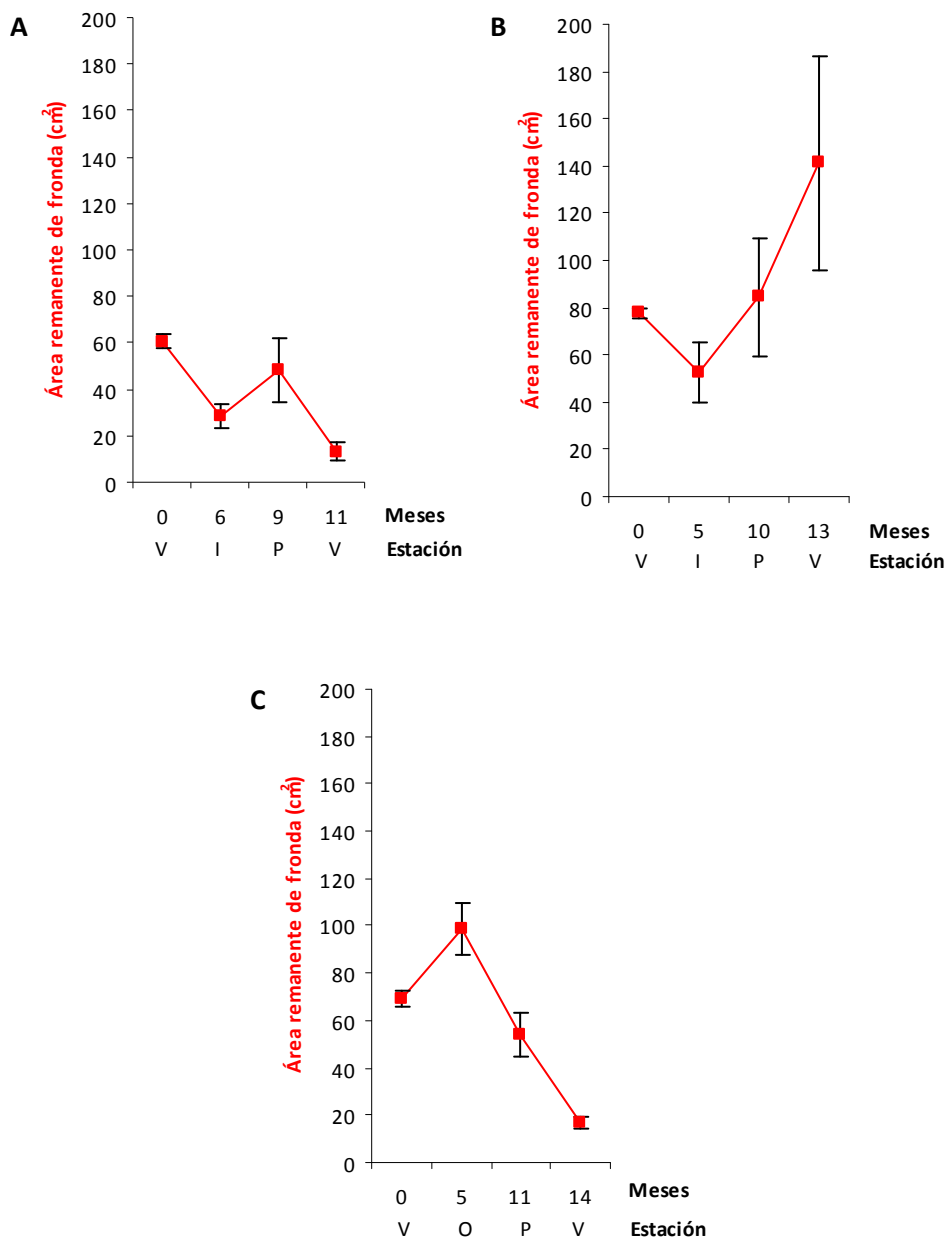 A
Área remanente de fronda (cm²)
200
180
160
140
120
100
80
60
40
20
0
0 6 9 11 Meses
V I P V Estación
B
Área remanente de fronda (cm²)
200
180
160
140
120
100
80
60
40
20
0
0 5 10 13 Meses
V I P V Estación
C
Área remanente de fronda (cm²)
200
180
160
140
120
100
80
60
40
20
0
0 5 11 14 Meses
V O P V Estación